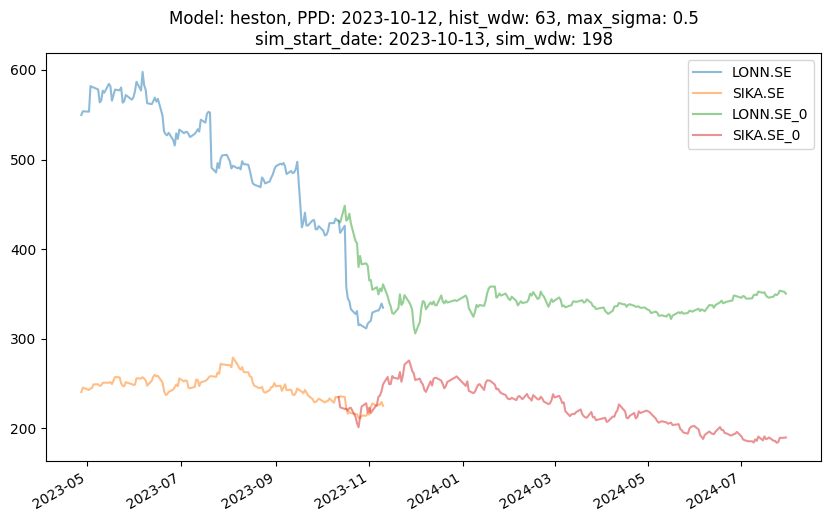 Model: heston, PPD: 2023-10-12, hist_wdw: 63, max_sigma: 0.5
sim_start_date: 2023-10-13, sim_wdw: 198
LONN.SE
SIKA.SE
LONN.SE_0
SIKA.SE_0
600
500
400
300
200
2023-05
2023-07
2023-09
2023-11
2024-01
2024-03
2024-05
2024-07